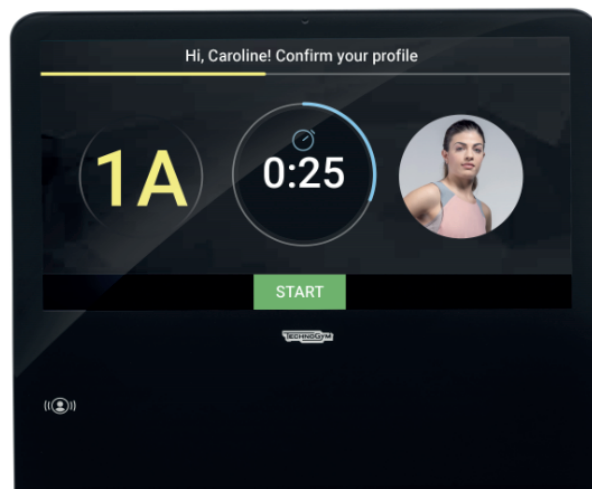 Hi, Caroline! Confirm your profile
1A
0:25
START
TECHNOGYM